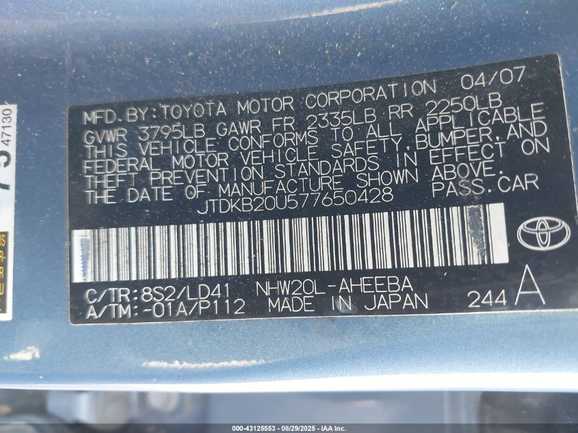 MFD. BY: TOYOTA MOTOR CORPORATION 04/07
GVWR 3795LB GAWR FR 2335LB RR 2250LB
THIS VEHICLE CONFORMS TO ALL APPLICABLE
FEDERAL MOTOR VEHICLE SAFETY, BUMPER, AND
THEFT PREVENTION STANDARDS IN EFFECT ON
THE DATE OF MANUFACTURE SHOWN ABOVE.
JTDKB20U577650428 PASS. CAR
C/TR: 8S2/LD41 NHW20L-AHEEBA
A/TM: -01A/P112 MADE IN JAPAN 244 A
47130
000-43125553 - 08/29/2025 - IAA Inc.